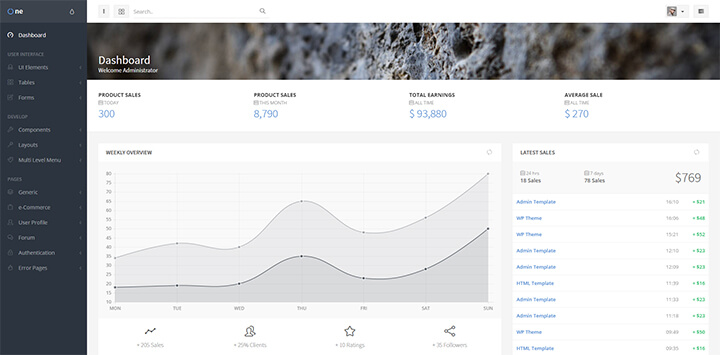 One
Search..
Dashboard
USER INTERFACE
UI Elements
Tables
Forms
DEVELOP
Components
Layouts
Multi Level Menu
PAGES
Generic
e-Commerce
User Profile
Forum
Authentication
Error Pages
Dashboard
Welcome Administrator
PRODUCT SALES
TODAY
300
PRODUCT SALES
THIS MONTH
8,790
TOTAL EARNINGS
ALL TIME
$ 93,880
AVERAGE SALE
ALL TIME
$ 270
WEEKLY OVERVIEW
80
75
70
65
60
55
50
45
40
35
30
25
20
15
10
MON TUE WED THU FRI SAT SUN
+ 205 Sales
+ 25% Clients
+ 10 Ratings
+ 35 Followers
LATEST SALES
24 hrs
18 Sales
7 days
78 Sales
$769
Admin Template 16:10 + $21
WP Theme 16:06 + $48
WP Theme 15:21 + $52
Admin Template 12:10 + $23
Admin Template 12:09 + $23
HTML Template 11:39 + $16
Admin Template 11:33 + $23
Admin Template 11:18 + $23
WP Theme 09:49 + $50
HTML Template 09:55 + $16